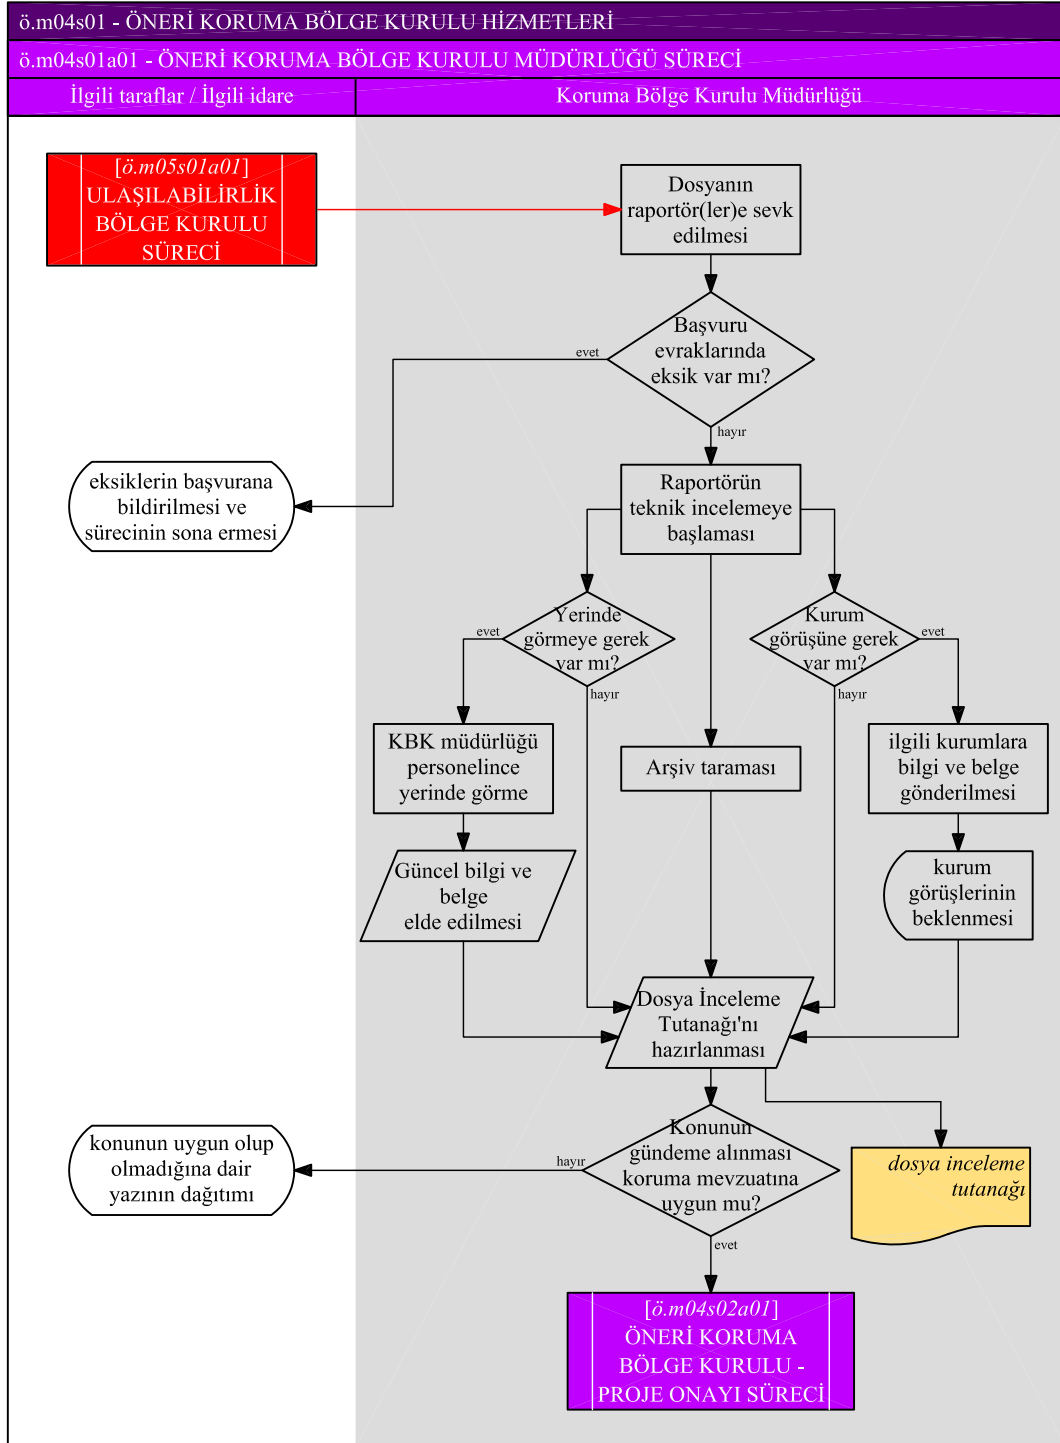 ö.m04s01 - ÖNERİ KORUMA BÖLGE KURULU HİZMETLERİ
ö.m04s01a01 - ÖNERİ KORUMA BÖLGE KURULU MÜDÜRLÜĞÜ SÜRECİ
İlgili taraflar / İlgili idare
Koruma Bölge Kurulu Müdürlüğü
[ö.m05s01a01]
ULAŞILABİLİRLİK
BÖLGE KURULU
SÜRECİ
Dosyanın
raportör(ler)e sevk
edilmesi
Başvuru
evraklarında
eksik var mı?
evet
hayır
eksiklerin başvurana
bildirilmesi ve
sürecinin sona ermesi
Raportörün
teknik incelemeye
başlaması
Yerinde
görmeye gerek
var mı?
evet
hayır
Kurum
görüşüne gerek
var mı?
evet
hayır
KBK müdürlüğü
personelince
yerinde görme
Arşiv taraması
ilgili kurumlara
bilgi ve belge
gönderilmesi
Güncel bilgi ve
belge
elde edilmesi
kurum
görüşlerinin
beklenmesi
Dosya İnceleme
Tutanağı'nı
hazırlanması
konunun uygun olup
olmadığına dair
yazının dağıtımı
hayır
Konunun
gündeme alınması
koruma mevzuatına
uygun mu?
evet
dosya inceleme
tutanağı
[ö.m04s02a01]
ÖNERİ KORUMA
BÖLGE KURULU -
PROJE ONAYI SÜRECİ